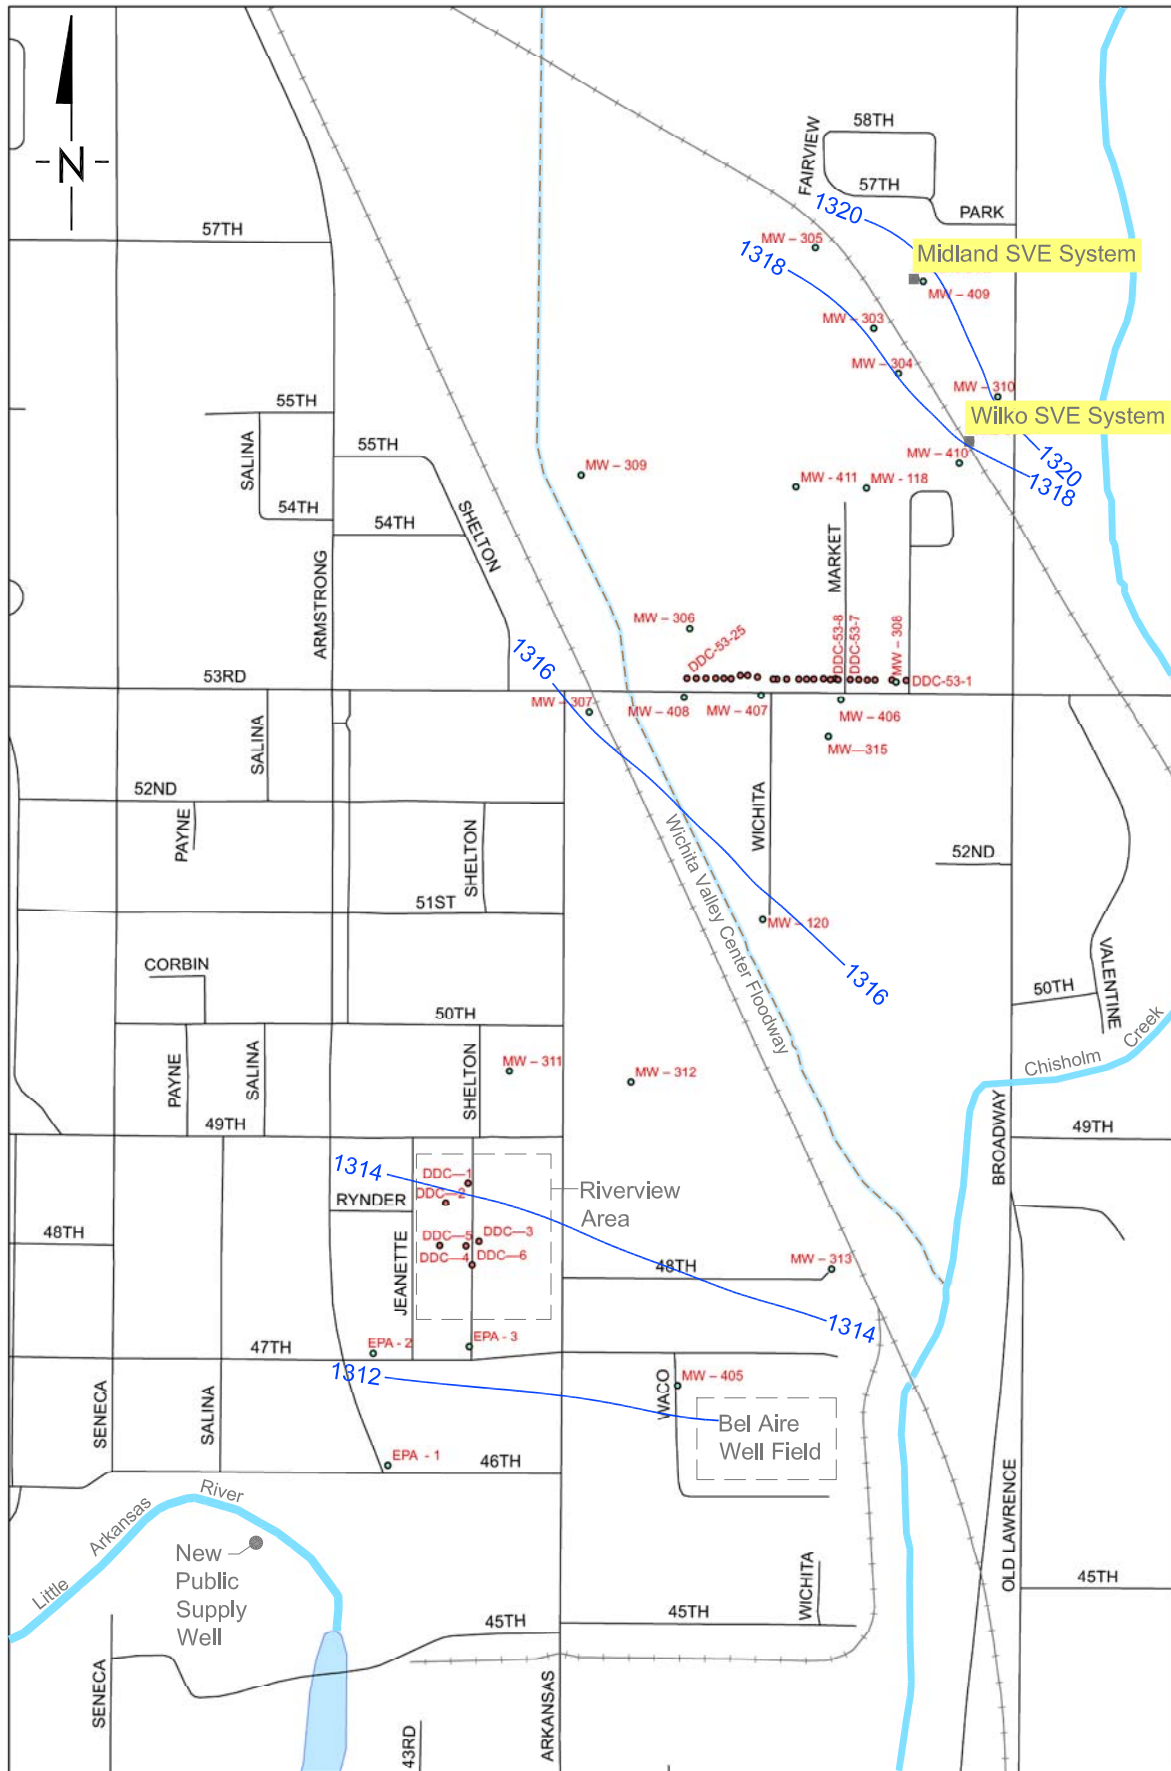 58TH
FAIRVIEW
57TH
1320
PARK
N
57TH
MW – 305
1318
Midland SVE System
MW – 409
MW – 303
MW – 304
MW – 310
55TH
Wilko SVE System
SALINA
55TH
MW – 410
1320
MW – 309
1318
MW - 411
MW - 118
54TH
54TH
SHELTON
MARKET
ARMSTRONG
MW – 306
DDC-53-25
DDC-53-8
DDC-53-7
MW – 308
1316
53RD
DDC-53-1
MW – 307
MW – 408
MW – 407
MW – 406
SALINA
MW—315
52ND
PAYNE
SHELTON
WICHITA
Wichita Valley Center Floodway
52ND
51ST
MW – 120
VALENTINE
CORBIN
1316
50TH
50TH
Chisholm
Creek
PAYNE
SALINA
SHELTON
MW – 311
MW – 312
49TH
BROADWAY
49TH
1314
DDC—1
DDC—2
RYNDER
Riverview
Area
48TH
JEANETTE
DDC—5
DDC—3
DDC—4
DDC—6
48TH
MW – 313
1314
47TH
EPA - 2
EPA - 3
1312
WACO
MW – 405
SENECA
SALINA
Bel Aire
Well Field
EPA - 1
46TH
OLD LAWRENCE
Little
Arkansas
River
New
Public
Supply
Well
WICHITA
45TH
45TH
45TH
SENECA
ARKANSAS
43RD